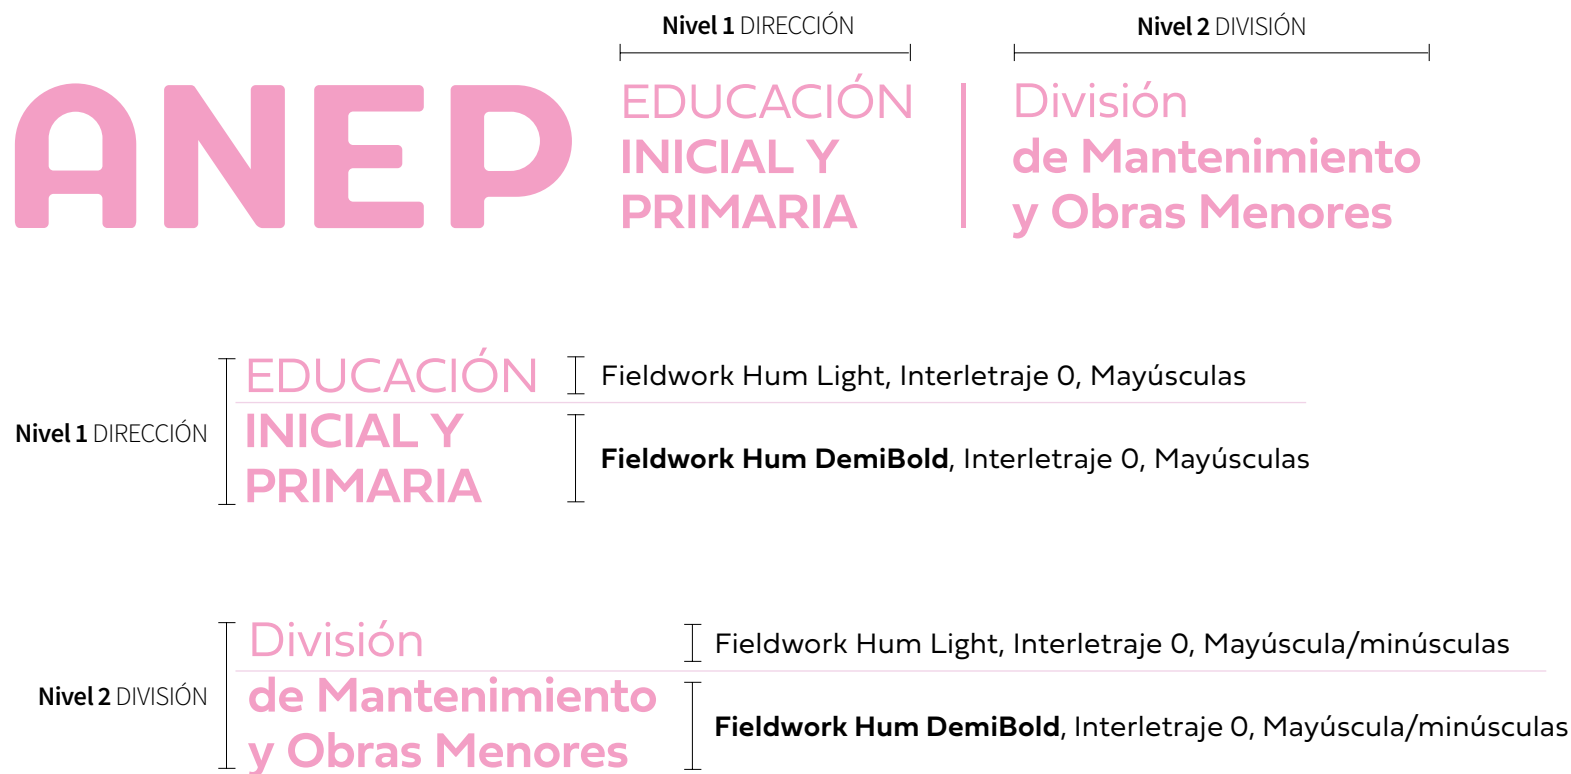 Nivel 1 DIRECCIÓN
Nivel 2 DIVISIÓN
ANEP
EDUCACIÓN
INICIAL Y
PRIMARIA
División
de Mantenimiento
y Obras Menores
Nivel 1 DIRECCIÓN
EDUCACIÓN
INICIAL Y
PRIMARIA
Fieldwork Hum Light, Interletraje 0, Mayúsculas
Fieldwork Hum DemiBold, Interletraje 0, Mayúsculas
Nivel 2 DIVISIÓN
División
de Mantenimiento
y Obras Menores
Fieldwork Hum Light, Interletraje 0, Mayúscula/minúsculas
Fieldwork Hum DemiBold, Interletraje 0, Mayúscula/minúsculas